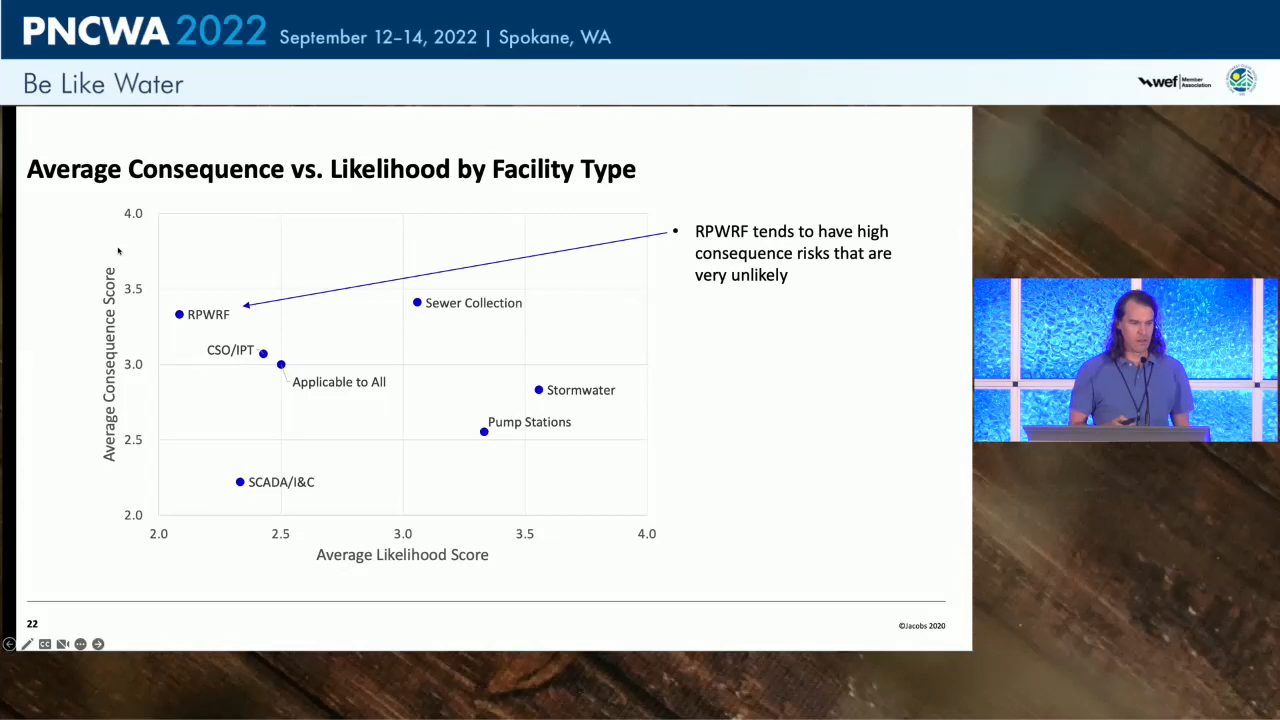 PNCWA 2022 September 12–14, 2022 | Spokane, WA
Be Like Water
wef Member Association
Average Consequence vs. Likelihood by Facility Type
4.0
3.5
3.0
2.5
2.0
Average Consequence Score
RPWRF
Sewer Collection
CSO/IPT
Applicable to All
Stormwater
Pump Stations
SCADA/I&C
2.0 2.5 3.0 3.5 4.0
Average Likelihood Score
• RPWRF tends to have high
consequence risks that are
very unlikely
22
©Jacobs 2020
CC